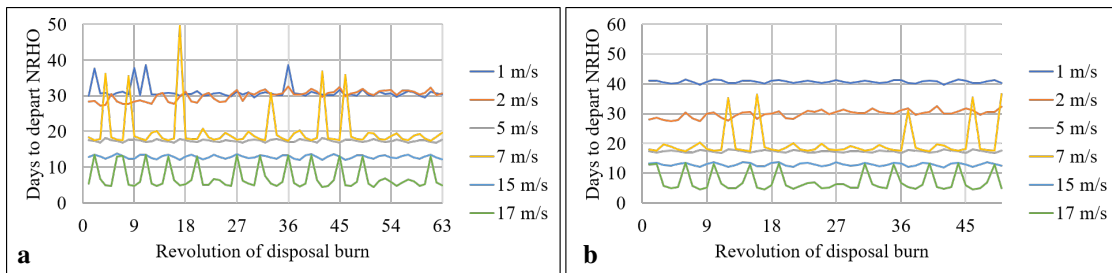 50
40
30
20
10
0
Days to depart NRHO
0 9 18 27 36 45 54 63
Revolution of disposal burn
1 m/s
2 m/s
5 m/s
7 m/s
15 m/s
17 m/s
a
60
50
40
30
20
10
0
Days to depart NRHO
0 9 18 27 36 45
Revolution of disposal burn
1 m/s
2 m/s
5 m/s
7 m/s
15 m/s
17 m/s
b